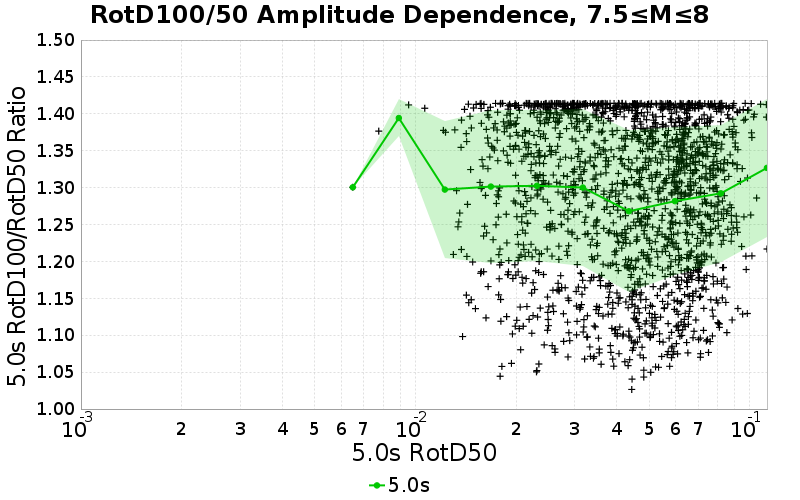 RotD100/50 Amplitude Dependence, 7.5≤M≤8
5.0s RotD100/RotD50 Ratio
1.50
1.45
1.40
1.35
1.30
1.25
1.20
1.15
1.10
1.05
1.00
10^-3 2 3 4 5 6 7 10^-2 2 3 4 5 6 7 10^-1
5.0s RotD50
5.0s